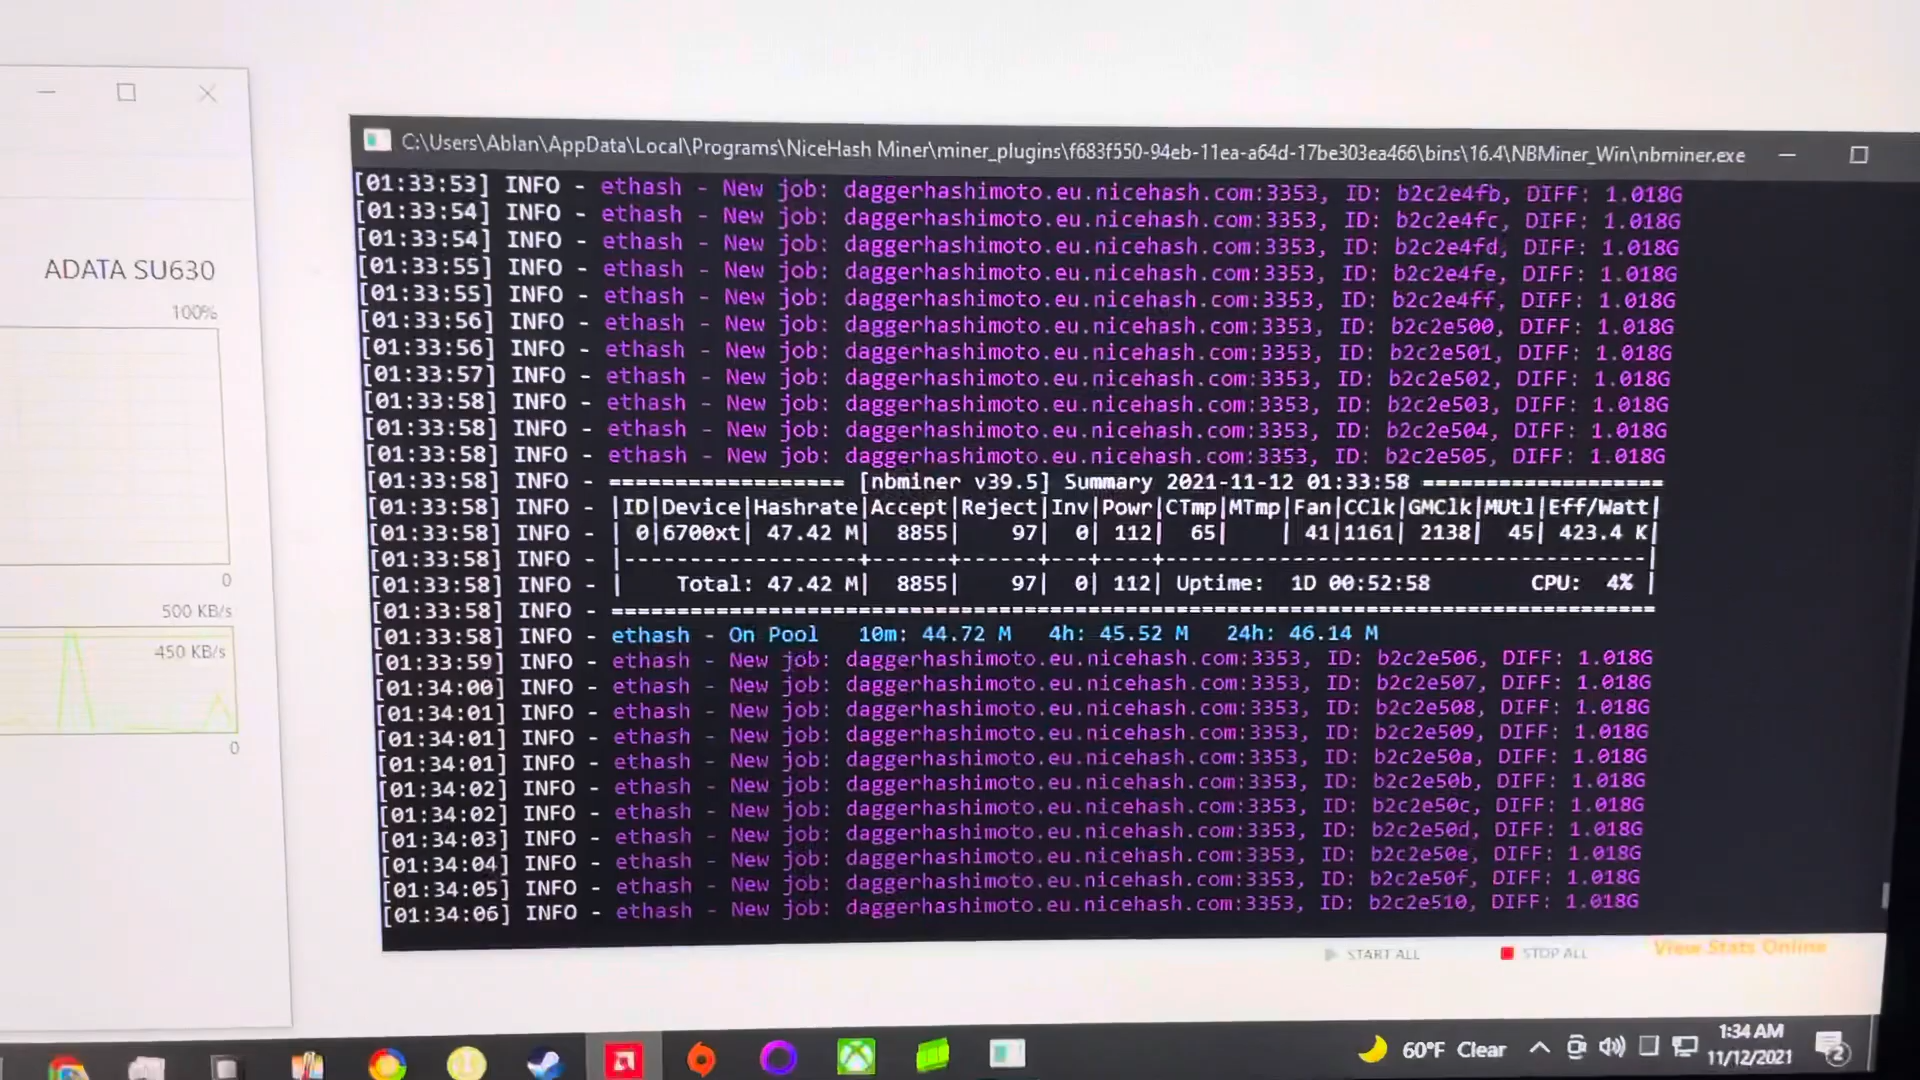 C:\Users\Ablan\AppData\Local\Programs\NiceHash Miner\miner_plugins\f683f550-94eb-11ea-a64d-17be303ea466\bins\16.4\NBMiner_Win\nbminer.exe
ADATA SU630
100%
0
500 KB/s
450 KB/s
0
[01:33:53] INFO - ethash - New job: daggerhashimoto.eu.nicehash.com:3353, ID: b2c2e4fb, DIFF: 1.018G
[01:33:54] INFO - ethash - New job: daggerhashimoto.eu.nicehash.com:3353, ID: b2c2e4fc, DIFF: 1.018G
[01:33:54] INFO - ethash - New job: daggerhashimoto.eu.nicehash.com:3353, ID: b2c2e4fd, DIFF: 1.018G
[01:33:55] INFO - ethash - New job: daggerhashimoto.eu.nicehash.com:3353, ID: b2c2e4fe, DIFF: 1.018G
[01:33:55] INFO - ethash - New job: daggerhashimoto.eu.nicehash.com:3353, ID: b2c2e4ff, DIFF: 1.018G
[01:33:56] INFO - ethash - New job: daggerhashimoto.eu.nicehash.com:3353, ID: b2c2e500, DIFF: 1.018G
[01:33:56] INFO - ethash - New job: daggerhashimoto.eu.nicehash.com:3353, ID: b2c2e501, DIFF: 1.018G
[01:33:57] INFO - ethash - New job: daggerhashimoto.eu.nicehash.com:3353, ID: b2c2e502, DIFF: 1.018G
[01:33:58] INFO - ethash - New job: daggerhashimoto.eu.nicehash.com:3353, ID: b2c2e503, DIFF: 1.018G
[01:33:58] INFO - ethash - New job: daggerhashimoto.eu.nicehash.com:3353, ID: b2c2e504, DIFF: 1.018G
[01:33:58] INFO - ethash - New job: daggerhashimoto.eu.nicehash.com:3353, ID: b2c2e505, DIFF: 1.018G
[01:33:58] INFO - ================== [nbminer v39.5] Summary 2021-11-12 01:33:58 ===================
[01:33:58] INFO - |ID|Device|Hashrate|Accept|Reject|Inv|Powr|CTmp|MTmp|Fan|CClk|GMClk|MUtl|Eff/Watt|
[01:33:58] INFO - | 0|6700xt| 47.42 M| 8855| 97| 0| 112| 65| | 41|1161| 2138| 45| 423.4 K|
[01:33:58] INFO - |------------------+------+------+---+----+--------------------------------------|
[01:33:58] INFO - | Total: 47.42 M| 8855| 97| 0| 112| Uptime: 1D 00:52:58 CPU: 4% |
[01:33:58] INFO - ================================================================================
[01:33:58] INFO - ethash - On Pool 10m: 44.72 M 4h: 45.52 M 24h: 46.14 M
[01:33:59] INFO - ethash - New job: daggerhashimoto.eu.nicehash.com:3353, ID: b2c2e506, DIFF: 1.018G
[01:34:00] INFO - ethash - New job: daggerhashimoto.eu.nicehash.com:3353, ID: b2c2e507, DIFF: 1.018G
[01:34:01] INFO - ethash - New job: daggerhashimoto.eu.nicehash.com:3353, ID: b2c2e508, DIFF: 1.018G
[01:34:01] INFO - ethash - New job: daggerhashimoto.eu.nicehash.com:3353, ID: b2c2e509, DIFF: 1.018G
[01:34:01] INFO - ethash - New job: daggerhashimoto.eu.nicehash.com:3353, ID: b2c2e50a, DIFF: 1.018G
[01:34:02] INFO - ethash - New job: daggerhashimoto.eu.nicehash.com:3353, ID: b2c2e50b, DIFF: 1.018G
[01:34:02] INFO - ethash - New job: daggerhashimoto.eu.nicehash.com:3353, ID: b2c2e50c, DIFF: 1.018G
[01:34:03] INFO - ethash - New job: daggerhashimoto.eu.nicehash.com:3353, ID: b2c2e50d, DIFF: 1.018G
[01:34:04] INFO - ethash - New job: daggerhashimoto.eu.nicehash.com:3353, ID: b2c2e50e, DIFF: 1.018G
[01:34:05] INFO - ethash - New job: daggerhashimoto.eu.nicehash.com:3353, ID: b2c2e50f, DIFF: 1.018G
[01:34:06] INFO - ethash - New job: daggerhashimoto.eu.nicehash.com:3353, ID: b2c2e510, DIFF: 1.018G
START ALL
STOP ALL
View Stats Online
60°F Clear
1:34 AM
11/12/2021
2